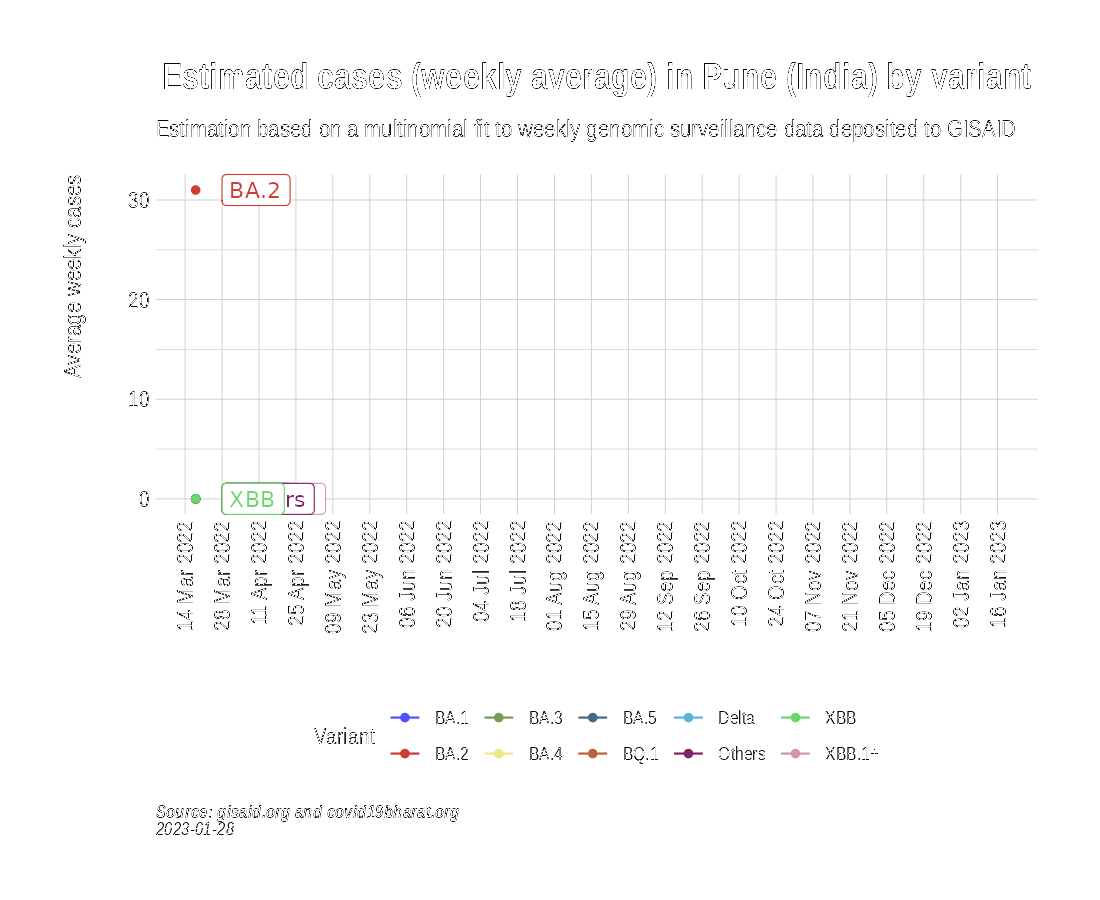 Estimated cases (weekly average) in Pune (India) by variant
Estimation based on a multinomial fit to weekly genomic surveillance data deposited to GISAID
Average weekly cases
30
20
10
0
BA.2
XBB
rs
14 Mar 2022
28 Mar 2022
11 Apr 2022
25 Apr 2022
09 May 2022
23 May 2022
06 Jun 2022
20 Jun 2022
04 Jul 2022
18 Jul 2022
01 Aug 2022
15 Aug 2022
29 Aug 2022
12 Sep 2022
26 Sep 2022
10 Oct 2022
24 Oct 2022
07 Nov 2022
21 Nov 2022
05 Dec 2022
19 Dec 2022
02 Jan 2023
16 Jan 2023
Variant
BA.1 BA.3 BA.5 Delta XBB
BA.2 BA.4 BQ.1 Others XBB.1+
Source: gisaid.org and covid19bharat.org
2023-01-28